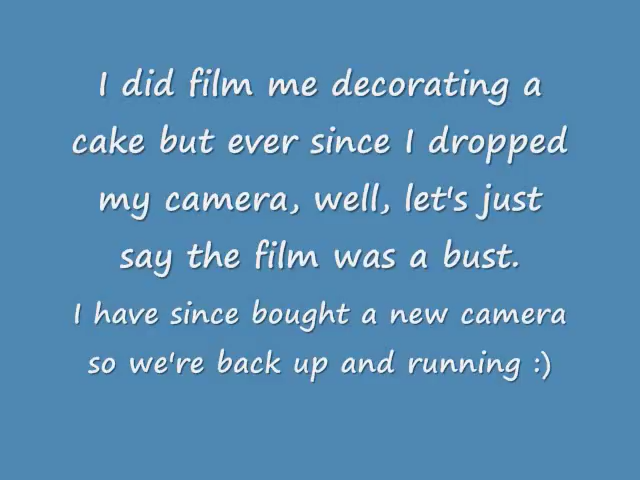 I did film me decorating a
cake but ever since I dropped
my camera, well, let's just
say the film was a bust.
I have since bought a new camera
so we're back up and running :)